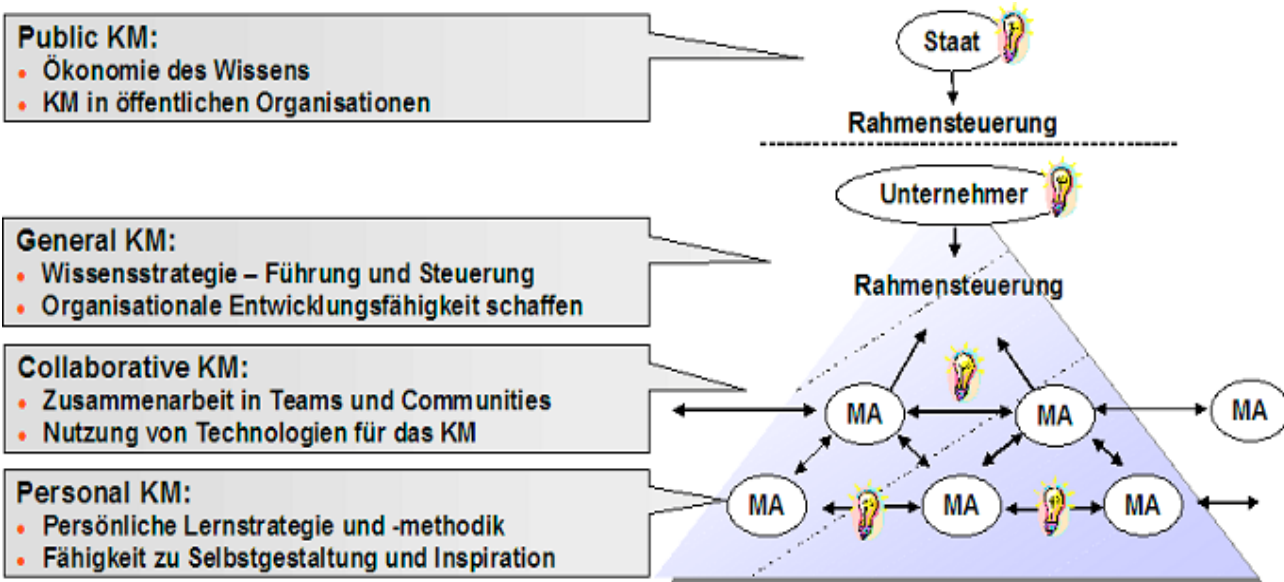 Public KM:
• Ökonomie des Wissens
• KM in öffentlichen Organisationen
General KM:
• Wissensstrategie – Führung und Steuerung
• Organisationale Entwicklungsfähigkeit schaffen
Collaborative KM:
• Zusammenarbeit in Teams und Communities
• Nutzung von Technologien für das KM
Personal KM:
• Persönliche Lernstrategie und -methodik
• Fähigkeit zu Selbstgestaltung und Inspiration
Staat
Rahmensteuerung
Unternehmer
Rahmensteuerung
MA MA MA
MA MA MA